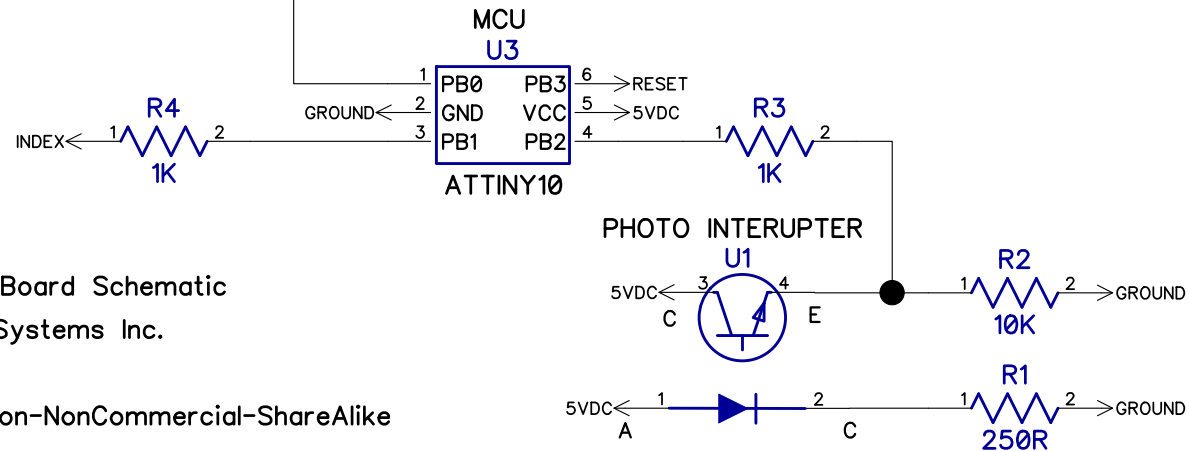 MCU
U3
1 PB0 PB3 6 RESET
GROUND 2 GND VCC 5 5VDC
INDEX 1 R4 2 3 PB1 PB2 4 1 R3 2
1K ATTINY10 1K
PHOTO INTERUPTER
U1
5VDC 3 4 1 R2 2 GROUND
C E 10K
Board Schematic
Systems Inc.
R1
5VDC 1 2 1 2 GROUND
A C 250R
on-NonCommercial-ShareAlike